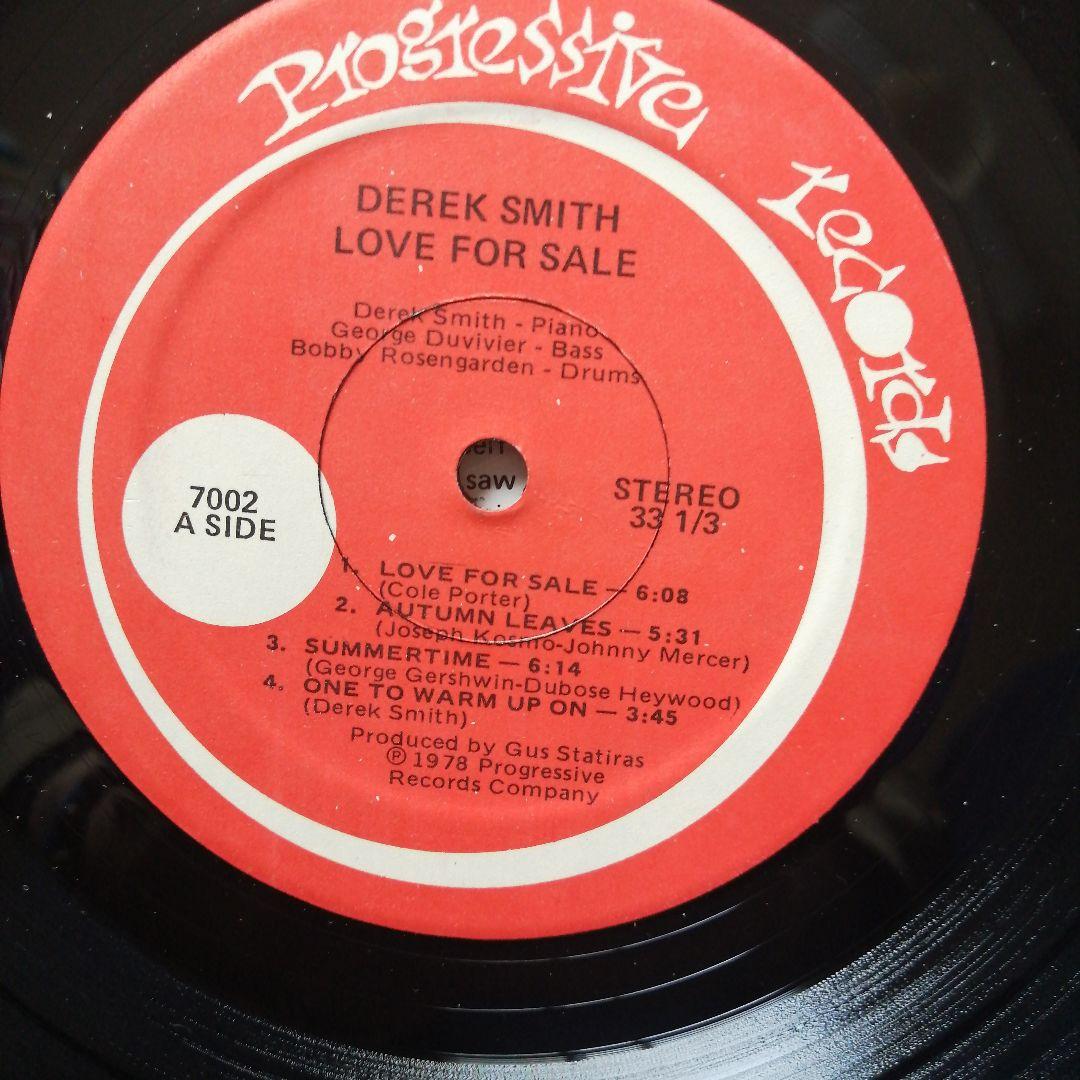 Progressive records
DEREK SMITH
LOVE FOR SALE
Derek Smith - Piano
George Duvivier - Bass
Bobby Rosengarden - Drums
saw
STEREO
33 1/3
7002
A SIDE
1. LOVE FOR SALE — 6:08
(Cole Porter)
2. AUTUMN LEAVES — 5:31
(Joseph Kosmo-Johnny Mercer)
3. SUMMERTIME — 6:14
(George Gershwin-Dubose Heywood)
4. ONE TO WARM UP ON — 3:45
(Derek Smith)
Produced by Gus Statiras
℗ 1978 Progressive
Records Company